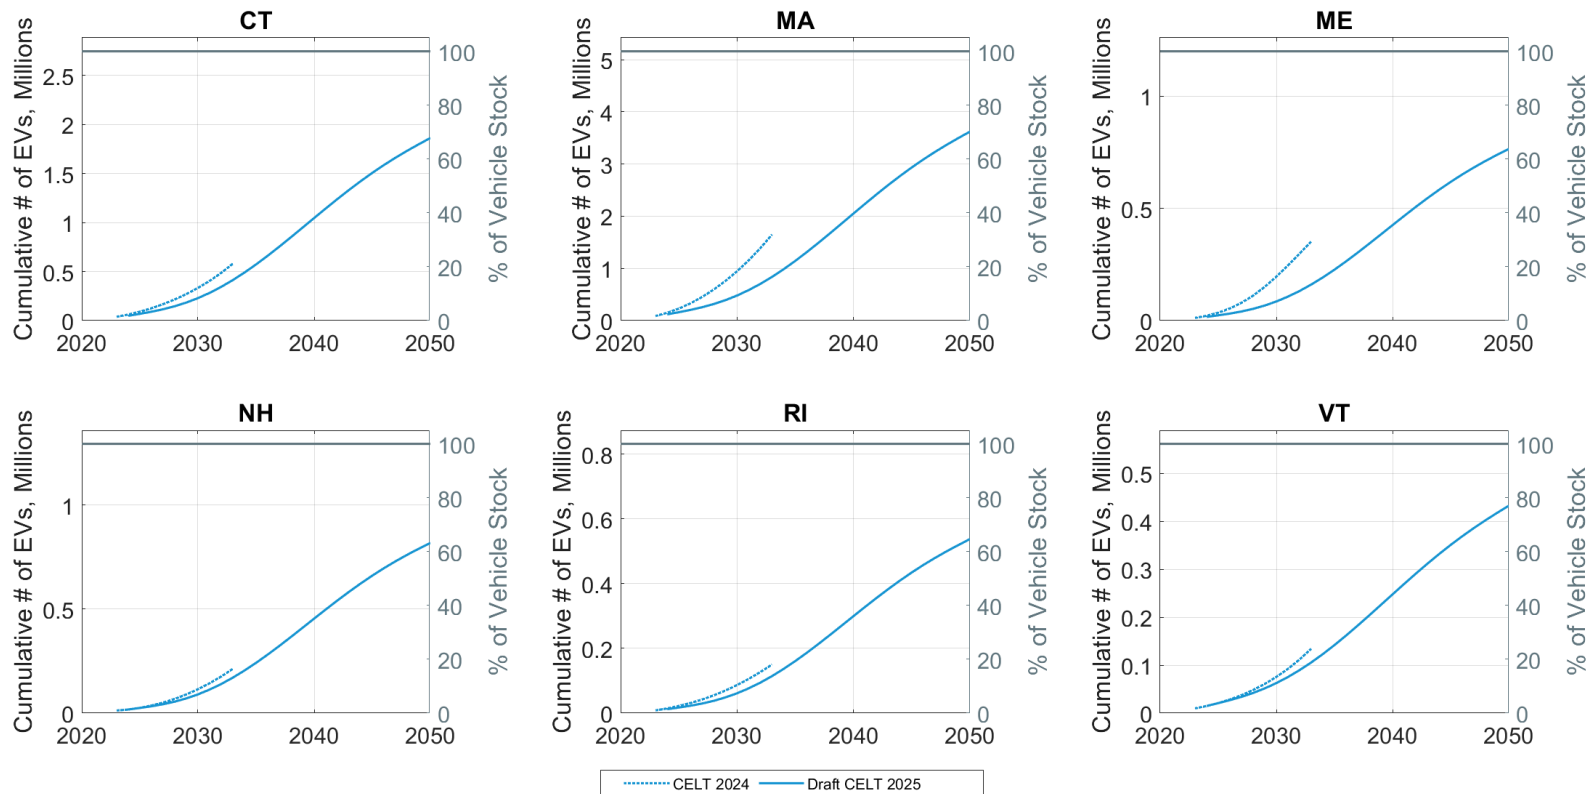 CT
Cumulative # of EVs, Millions
2.5
2
1.5
1
0.5
0
100
80
60
40
20
0
% of Vehicle Stock
2020 2030 2040 2050
MA
Cumulative # of EVs, Millions
5
4
3
2
1
0
100
80
60
40
20
0
% of Vehicle Stock
2020 2030 2040 2050
ME
Cumulative # of EVs, Millions
1
0.5
0
100
80
60
40
20
0
% of Vehicle Stock
2020 2030 2040 2050
NH
Cumulative # of EVs, Millions
1
0.5
0
100
80
60
40
20
0
% of Vehicle Stock
2020 2030 2040 2050
RI
Cumulative # of EVs, Millions
0.8
0.6
0.4
0.2
0
100
80
60
40
20
0
% of Vehicle Stock
2020 2030 2040 2050
VT
Cumulative # of EVs, Millions
0.5
0.4
0.3
0.2
0.1
0
100
80
60
40
20
0
% of Vehicle Stock
2020 2030 2040 2050
CELT 2024 Draft CELT 2025